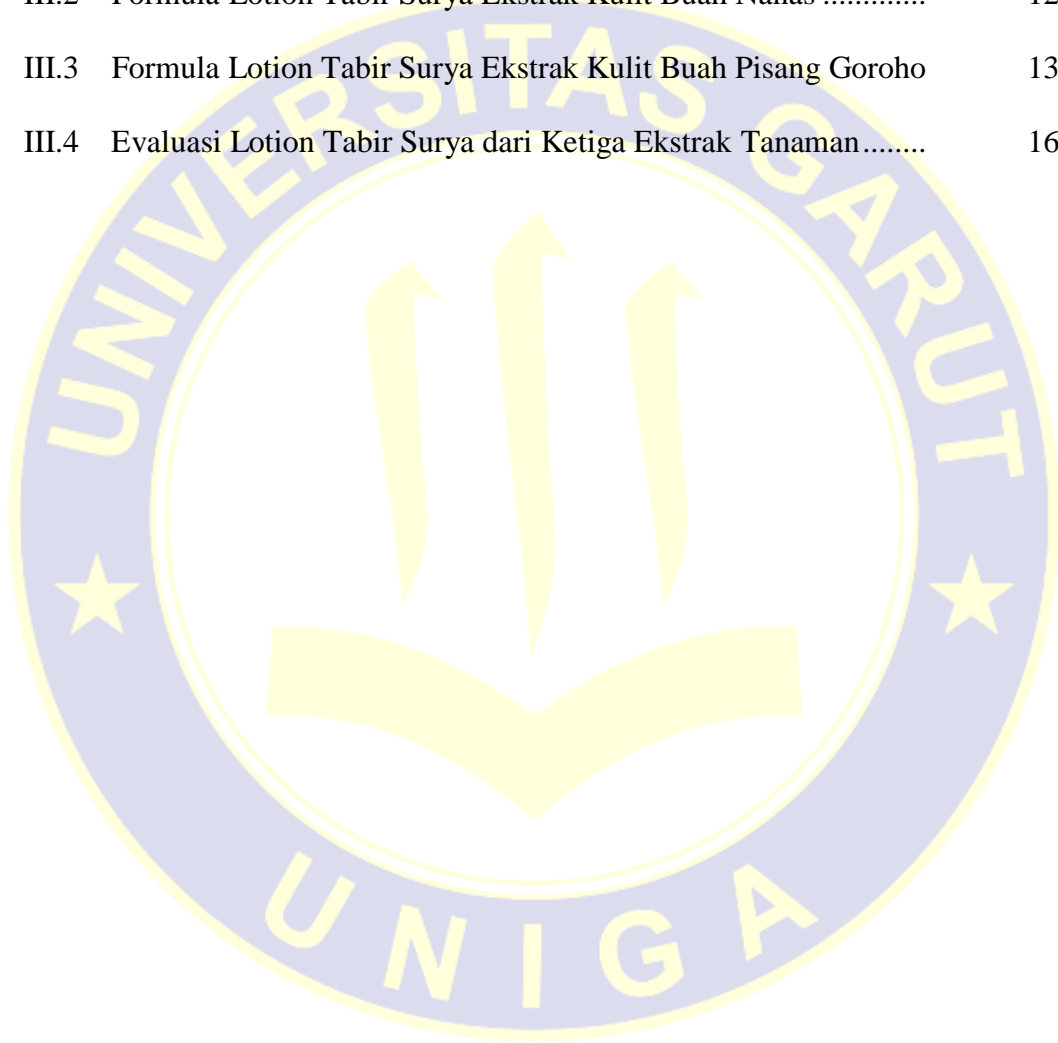 III.2 Formula Lotion Tabir Surya Ekstrak Kulit Buah Nanas ............. 12
III.3 Formula Lotion Tabir Surya Ekstrak Kulit Buah Pisang Goroho 13
III.4 Evaluasi Lotion Tabir Surya dari Ketiga Ekstrak Tanaman ........ 16
UNIVERSITAS GARUT
UNIGA